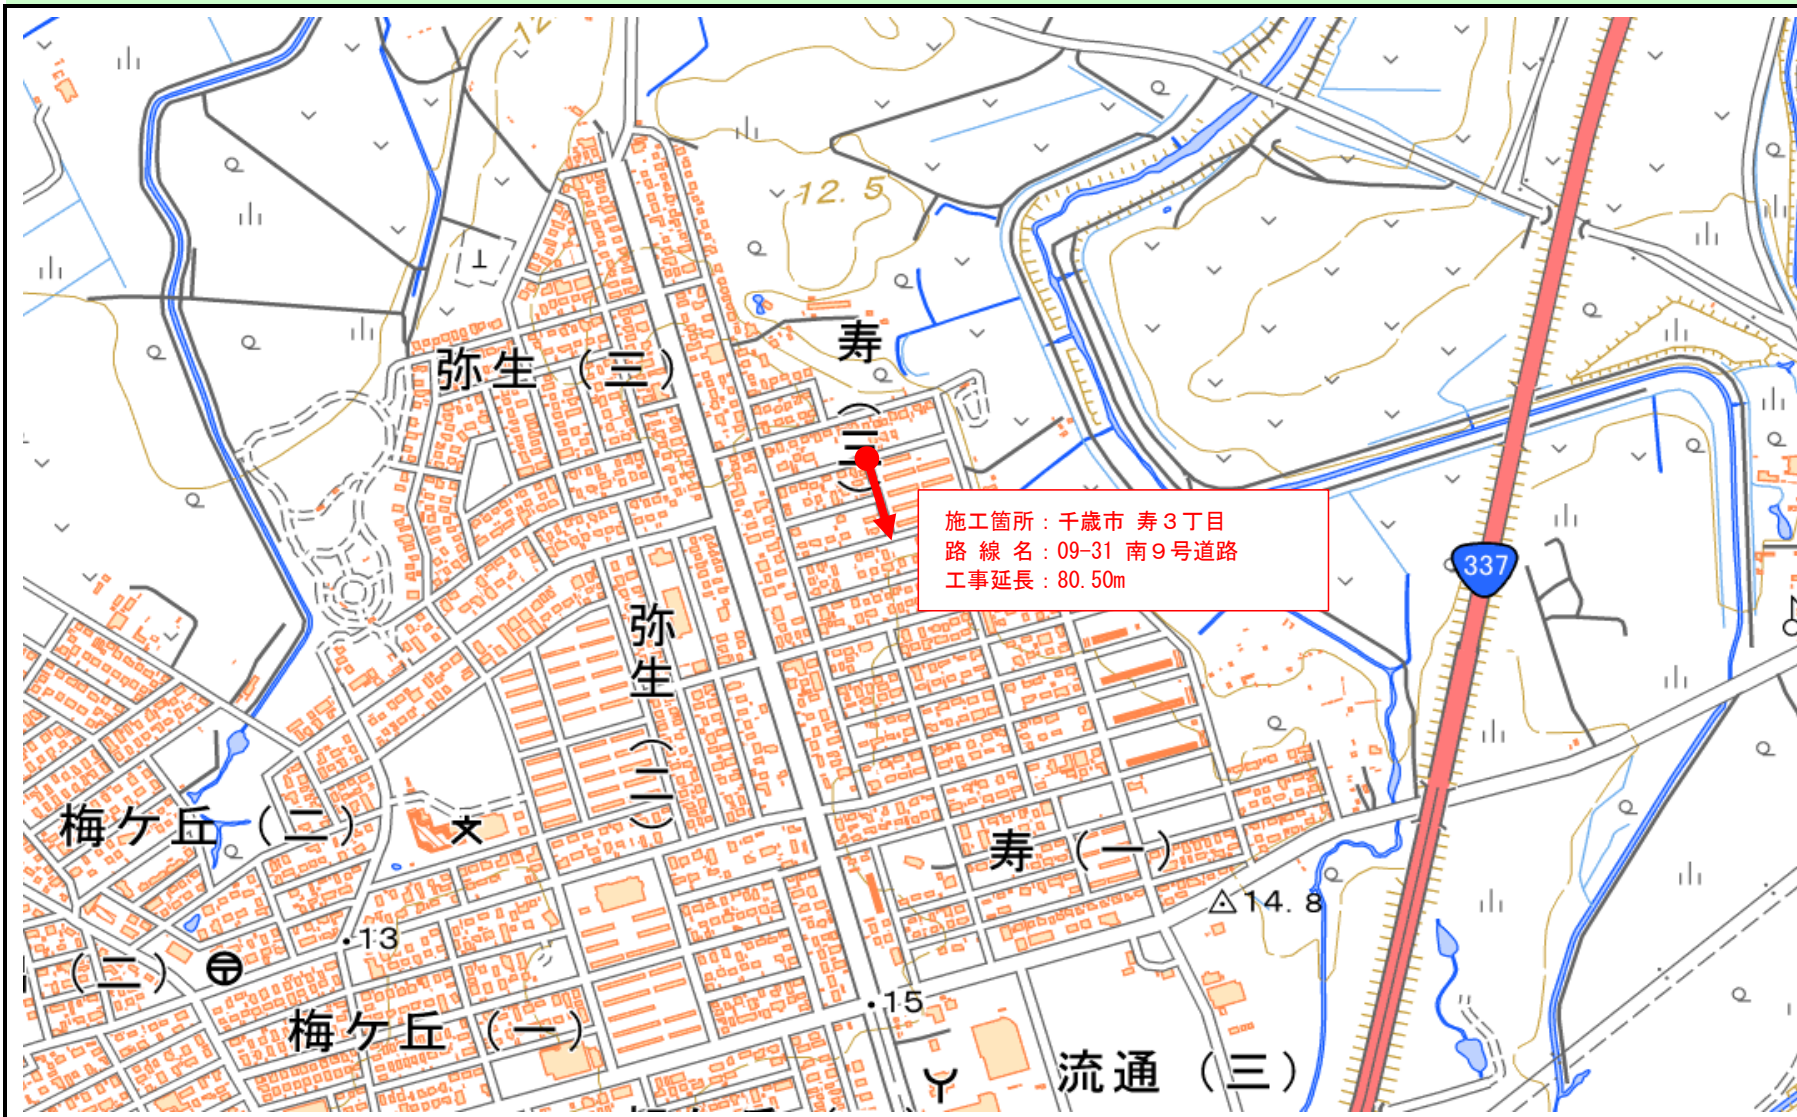 12.5
寿（三）
弥生（三）
施工箇所：千歳市 寿３丁目
路 線 名：09-31 南９号道路
工事延長：80.50m
337
弥生（二）
梅ケ丘（二）
寿（一）
14.8
13
（二）
15
梅ケ丘（一）
流通（三）